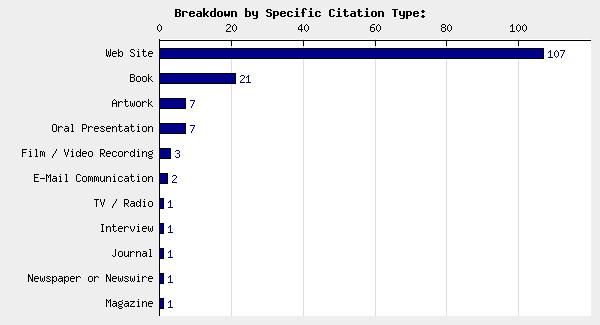 Breakdown by Specific Citation Type:
0 20 40 60 80 100
Web Site 107
Book 21
Artwork 7
Oral Presentation 7
Film / Video Recording 3
E-Mail Communication 2
TV / Radio 1
Interview 1
Journal 1
Newspaper or Newswire 1
Magazine 1